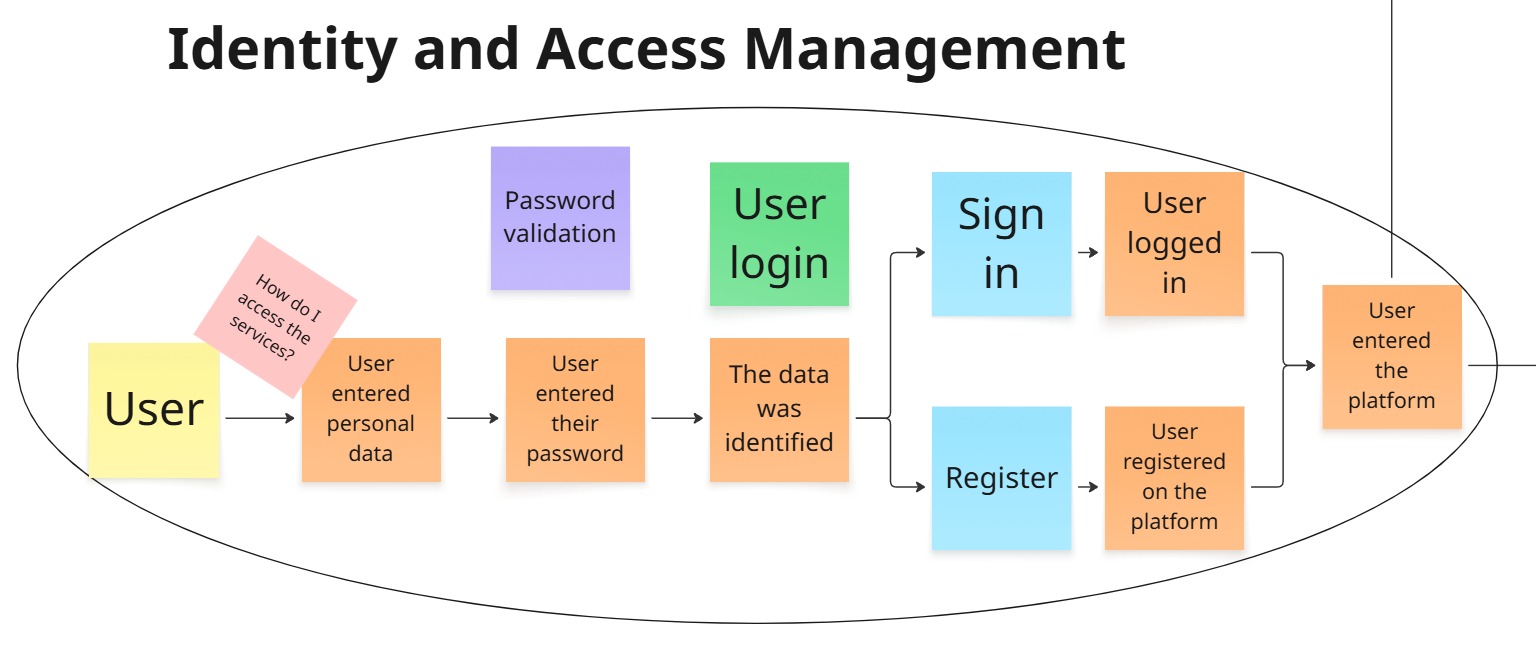 Identity and Access Management
Password
validation
User
login
Sign
in
User
logged
in
How do I
access the
services?
User
User
entered
personal
data
User
entered
their
password
The data
was
identified
Register
User
registered
on the
platform
User
entered
the
platform